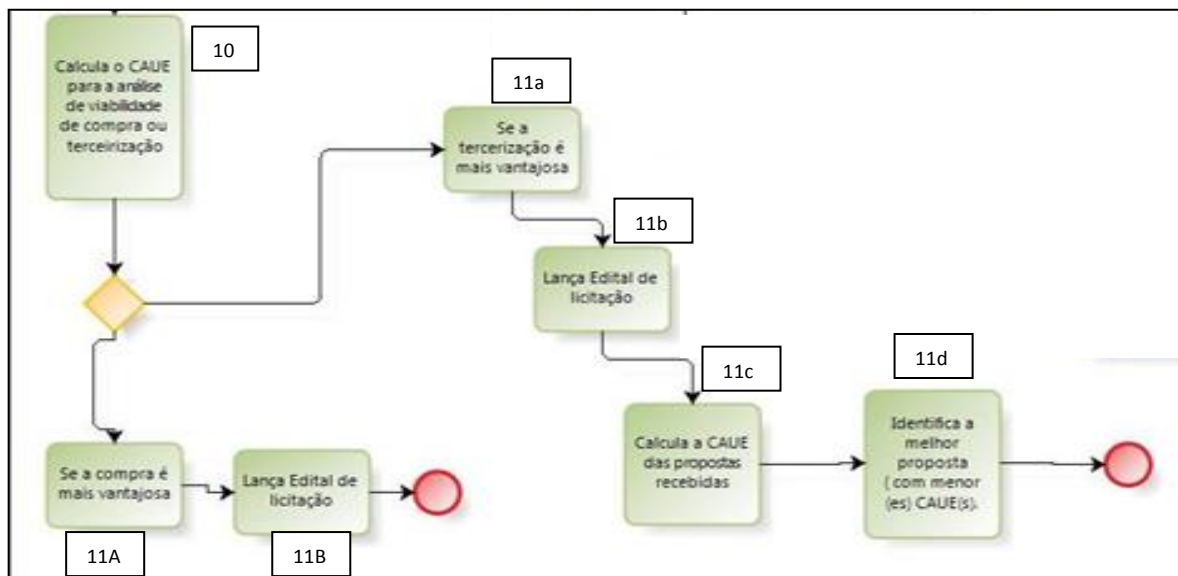 10
Calcula o CAUE
para a análise
de viabilidade
de compra ou
terceirização
11a
Se a
tercerização é
mais vantajosa
11b
Lança Edital de
licitação
11c
Calcula a CAUE
das propostas
recebidas
11d
Identifica a
melhor
proposta
( com menor
(es) CAUE(s).
Se a compra é
mais vantajosa
11A
Lança Edital de
licitação
11B